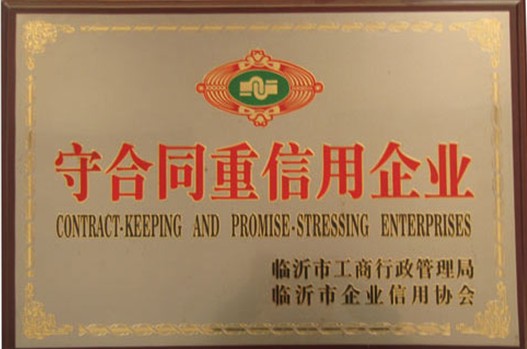 守合同重信用企业
CONTRACT-KEEPING AND PROMISE-STRESSING ENTERPRISES
临沂市工商行政管理局
临沂市企业信用协会